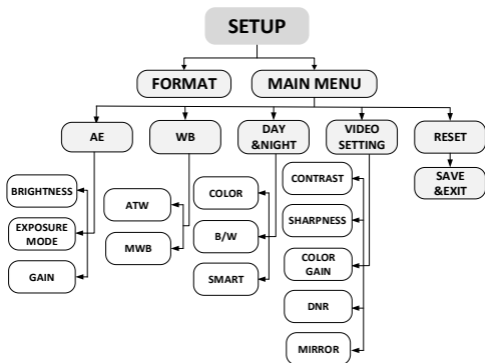 SETUP
FORMAT
MAIN MENU
AE
WB
DAY
&NIGHT
VIDEO
SETTING
RESET
SAVE
&EXIT
BRIGHTNESS
EXPOSURE
MODE
GAIN
ATW
MWB
COLOR
B/W
SMART
CONTRAST
SHARPNESS
COLOR
GAIN
DNR
MIRROR